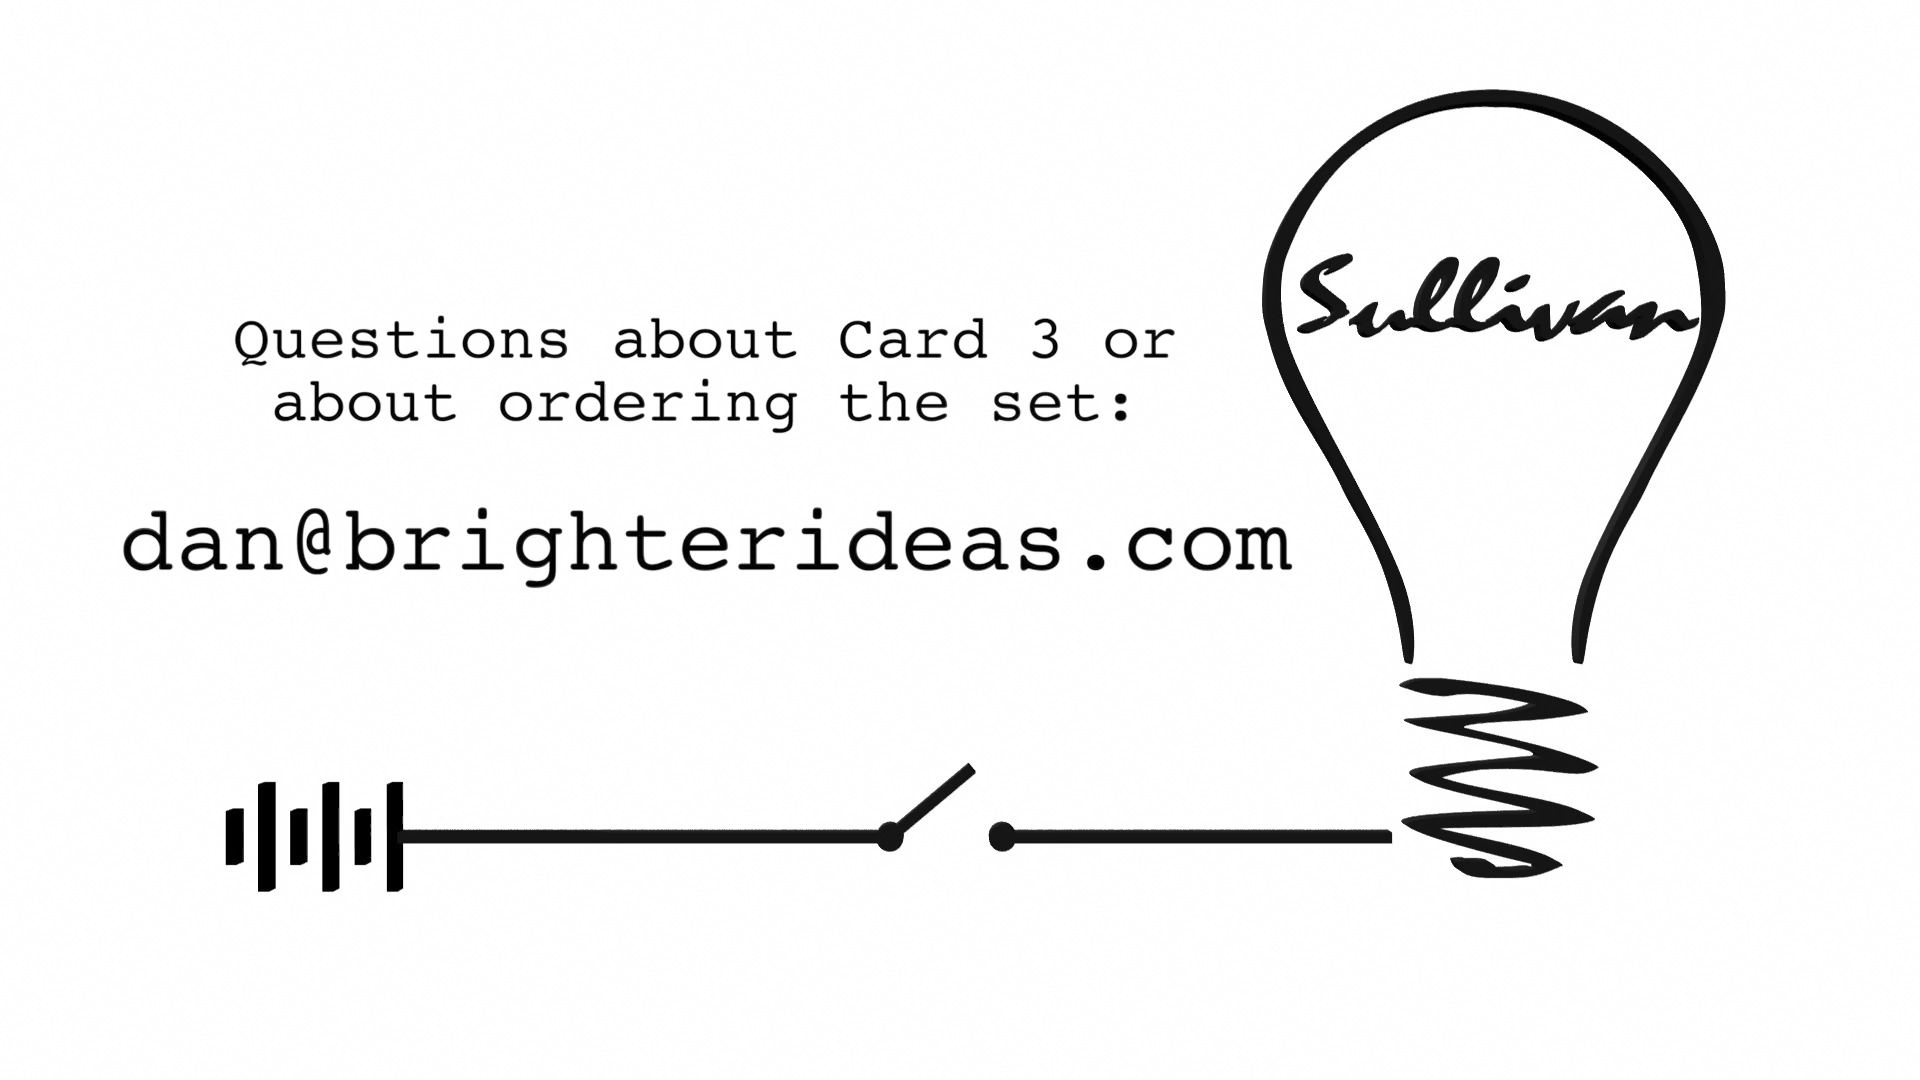 Sullivan
Questions about Card 3 or
about ordering the set:
dan@brighterideas.com